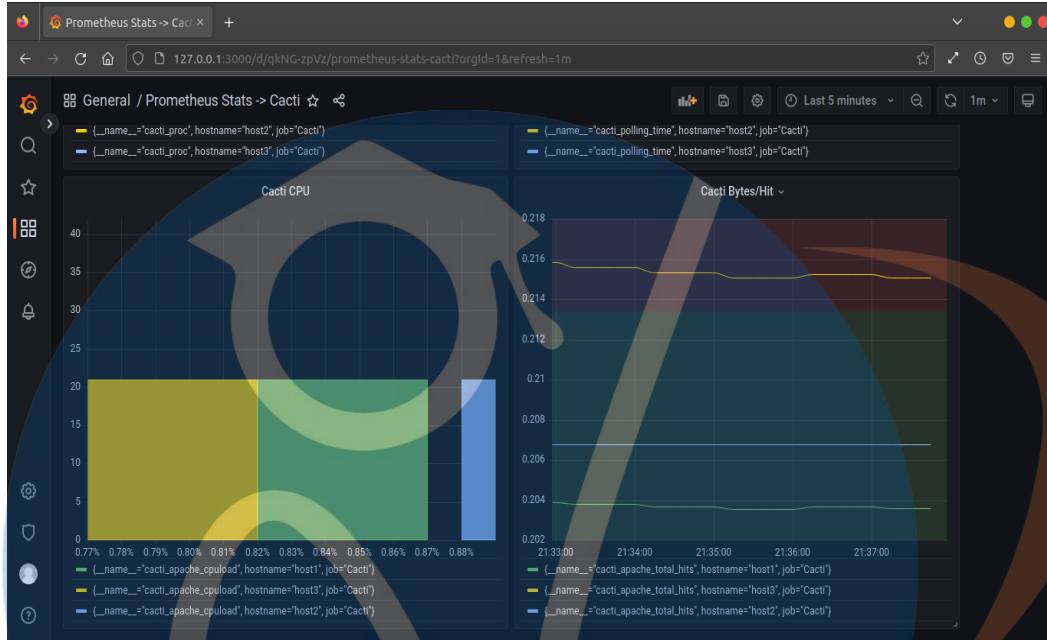 Prometheus Stats -> Cact
127.0.0.1:3000/d/qkNG-zpVz/prometheus-stats-cacti?orgId=1&refresh=1m
General / Prometheus Stats -> Cacti
Last 5 minutes
1m
{__name__="cacti_proc", hostname="host2", job="Cacti"}
{__name__="cacti_proc", hostname="host3", job="Cacti"}
{__name__="cacti_polling_time", hostname="host2", job="Cacti"}
{__name__="cacti_polling_time", hostname="host3", job="Cacti"}
Cacti CPU
40
35
30
25
20
15
10
5
0
0.77% 0.78% 0.79% 0.80% 0.81% 0.82% 0.83% 0.84% 0.85% 0.86% 0.87% 0.88%
{__name__="cacti_apache_cpuload", hostname="host1", job="Cacti"}
{__name__="cacti_apache_cpuload", hostname="host3", job="Cacti"}
{__name__="cacti_apache_cpuload", hostname="host2", job="Cacti"}
Cacti Bytes/Hit
0.218
0.216
0.214
0.212
0.21
0.208
0.206
0.204
0.202
21:33:00 21:34:00 21:35:00 21:36:00 21:37:00
{__name__="cacti_apache_total_hits", hostname="host1", job="Cacti"}
{__name__="cacti_apache_total_hits", hostname="host3", job="Cacti"}
{__name__="cacti_apache_total_hits", hostname="host2", job="Cacti"}